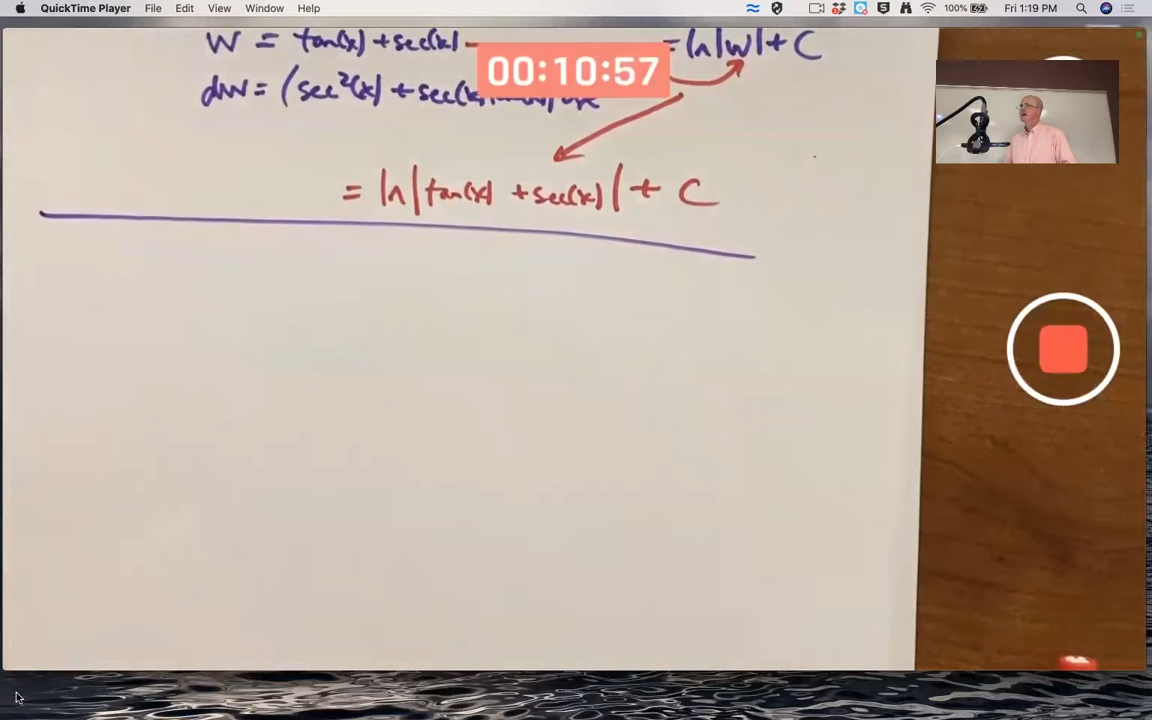 QuickTime Player File Edit View Window Help 100% Fri 1:19 PM
W = tan(x) + sec(x) = ln|w| + C
00:10:57
dW = (sec²(x) + sec(x)
= ln|tan(x) + sec(x)| + C